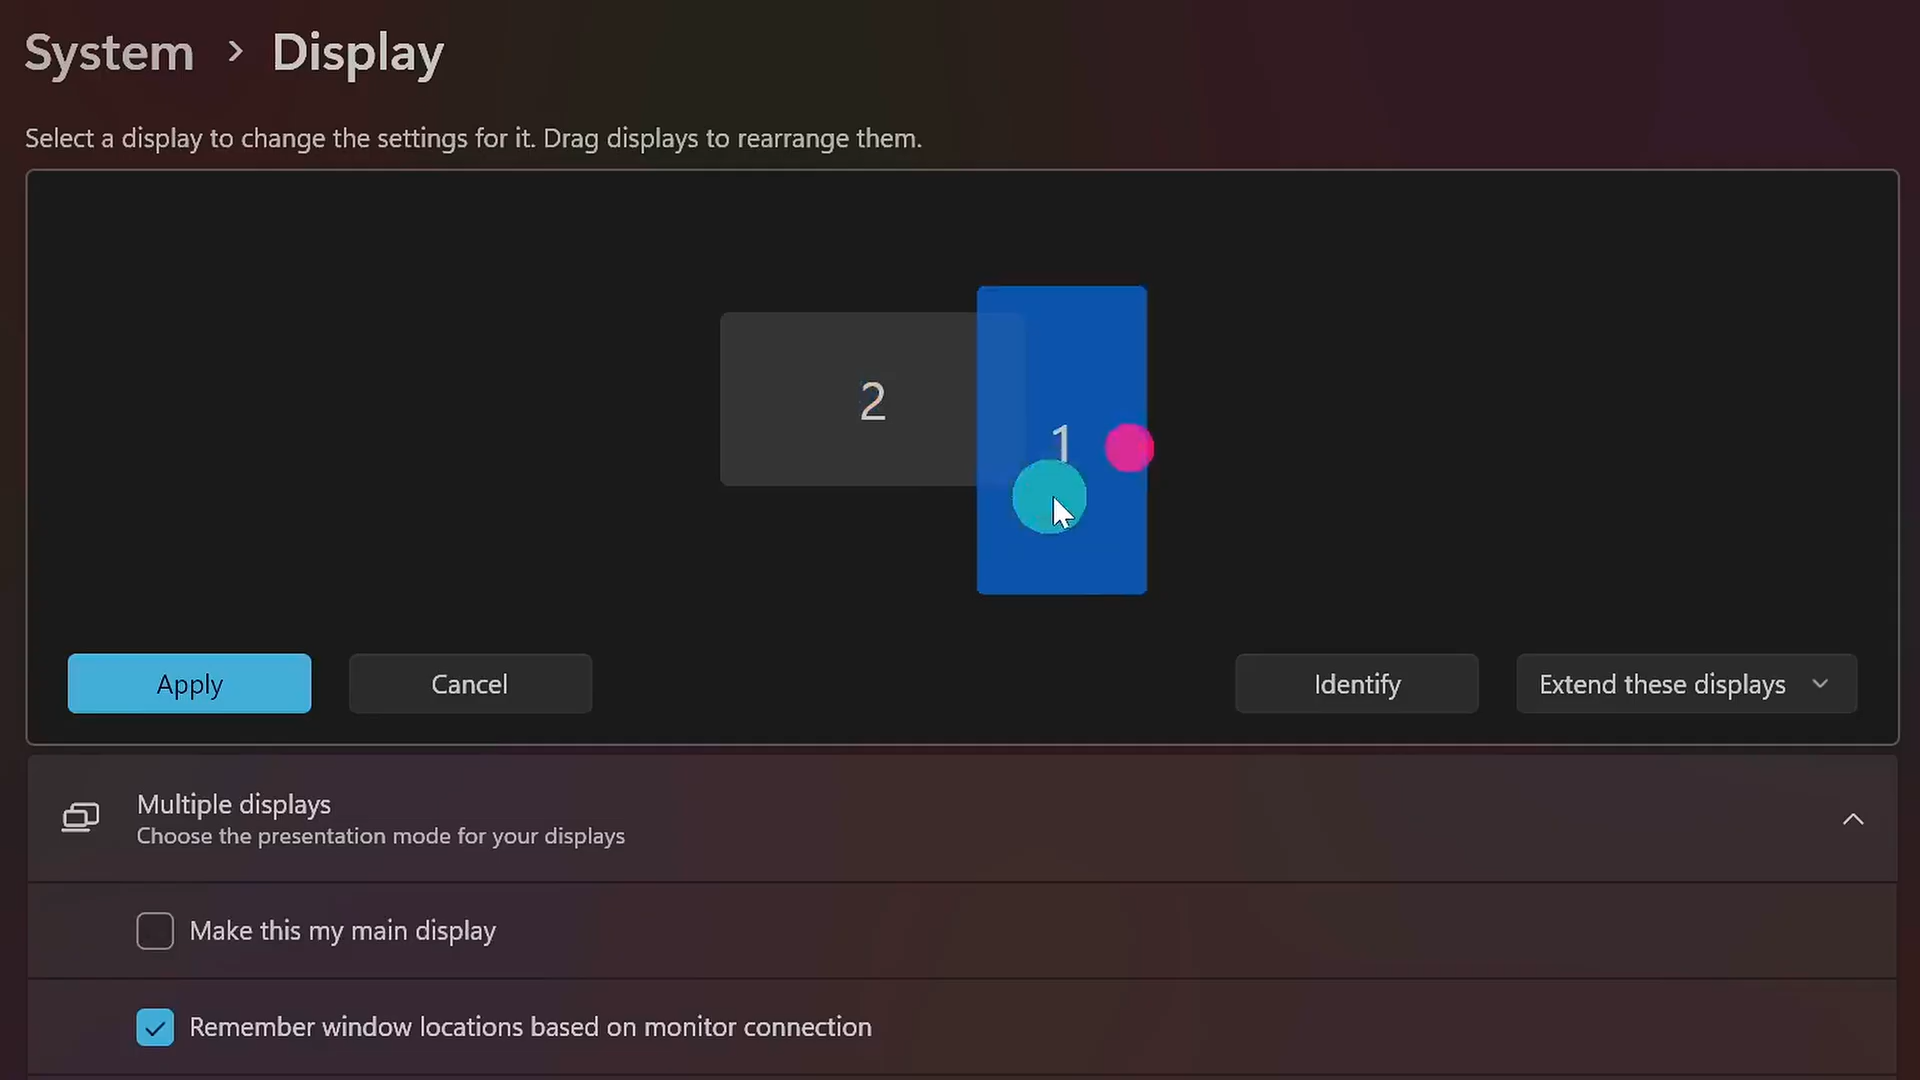 System › Display
Select a display to change the settings for it. Drag displays to rearrange them.
2
1
Apply
Cancel
Identify
Extend these displays
Multiple displays
Choose the presentation mode for your displays
Make this my main display
Remember window locations based on monitor connection